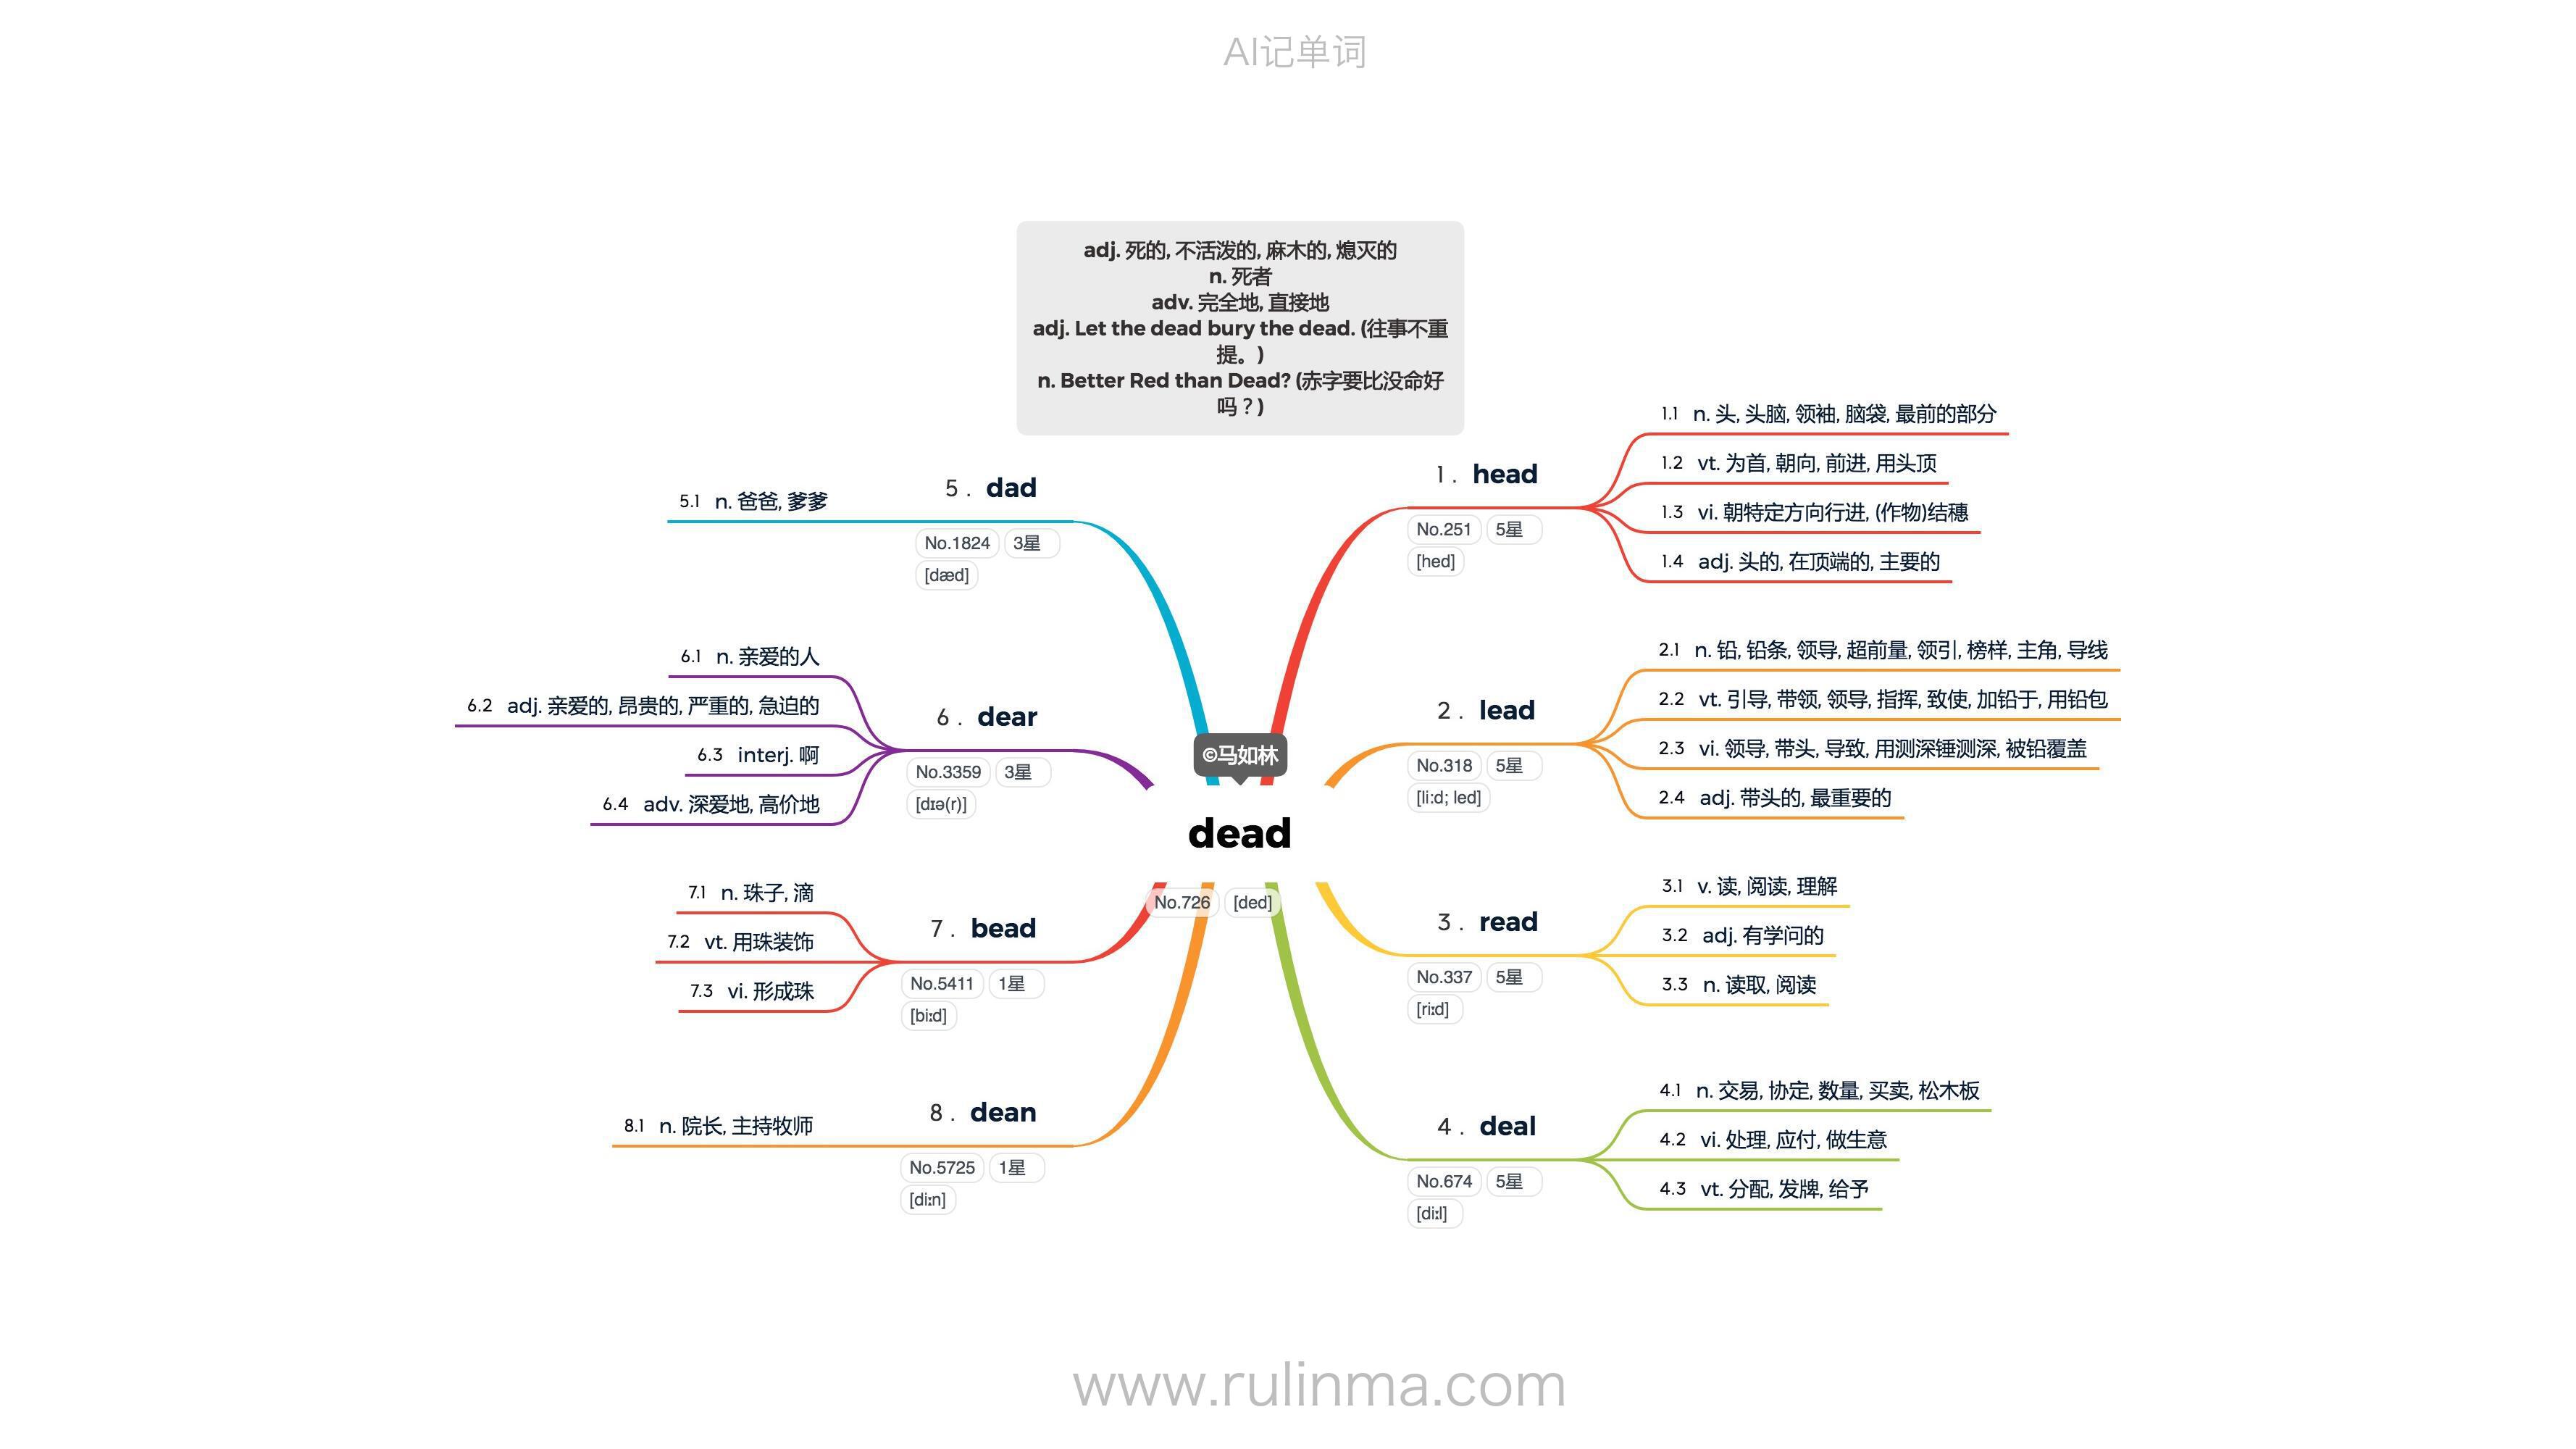 AI记单词
adj. 死的, 不活泼的, 麻木的, 熄灭的
n. 死者
adv. 完全地, 直接地
adj. Let the dead bury the dead. (往事不重
提。)
n. Better Red than Dead? (赤字要比没命好
吗？)
©马如林
dead
No.726 [ded]
1 . head
No.251 5星
[hed]
1.1 n. 头, 头脑, 领袖, 脑袋, 最前的部分
1.2 vt. 为首, 朝向, 前进, 用头顶
1.3 vi. 朝特定方向行进, (作物)结穗
1.4 adj. 头的, 在顶端的, 主要的
2 . lead
No.318 5星
[li:d; led]
2.1 n. 铅, 铅条, 领导, 超前量, 领引, 榜样, 主角, 导线
2.2 vt. 引导, 带领, 领导, 指挥, 致使, 加铅于, 用铅包
2.3 vi. 领导, 带头, 导致, 用测深锤测深, 被铅覆盖
2.4 adj. 带头的, 最重要的
3 . read
No.337 5星
[ri:d]
3.1 v. 读, 阅读, 理解
3.2 adj. 有学问的
3.3 n. 读取, 阅读
4 . deal
No.674 5星
[di:l]
4.1 n. 交易, 协定, 数量, 买卖, 松木板
4.2 vi. 处理, 应付, 做生意
4.3 vt. 分配, 发牌, 给予
5 . dad
No.1824 3星
[dæd]
5.1 n. 爸爸, 爹爹
6 . dear
No.3359 3星
[dɪə(r)]
6.1 n. 亲爱的人
6.2 adj. 亲爱的, 昂贵的, 严重的, 急迫的
6.3 interj. 啊
6.4 adv. 深爱地, 高价地
7 . bead
No.5411 1星
[bi:d]
7.1 n. 珠子, 滴
7.2 vt. 用珠装饰
7.3 vi. 形成珠
8 . dean
No.5725 1星
[di:n]
8.1 n. 院长, 主持牧师
www.rulinma.com